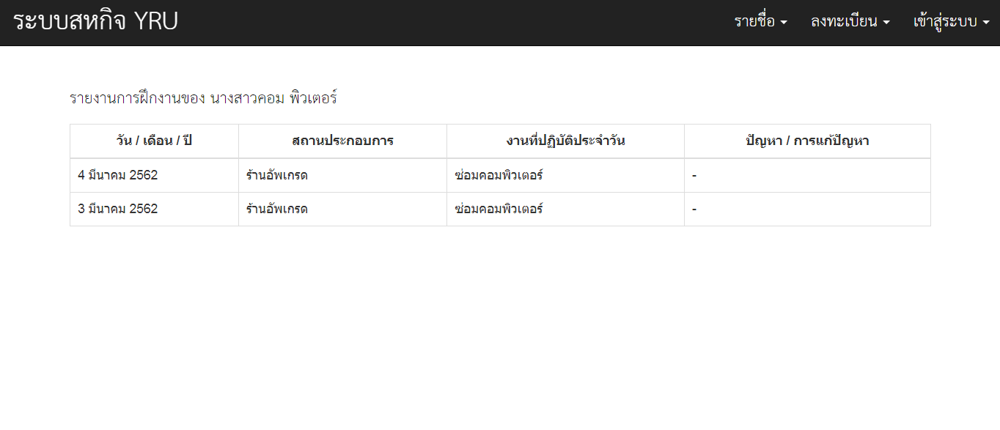 ระบบสหกิจ YRU รายชื่อ ลงทะเบียน เข้าสู่ระบบ
รายงานการฝึกงานของ นางสาวคอม พิวเตอร์
วัน / เดือน / ปี สถานประกอบการ งานที่ปฏิบัติประจำวัน ปัญหา / การแก้ปัญหา
4 มีนาคม 2562 ร้านอัพเกรด ซ่อมคอมพิวเตอร์ -
3 มีนาคม 2562 ร้านอัพเกรด ซ่อมคอมพิวเตอร์ -